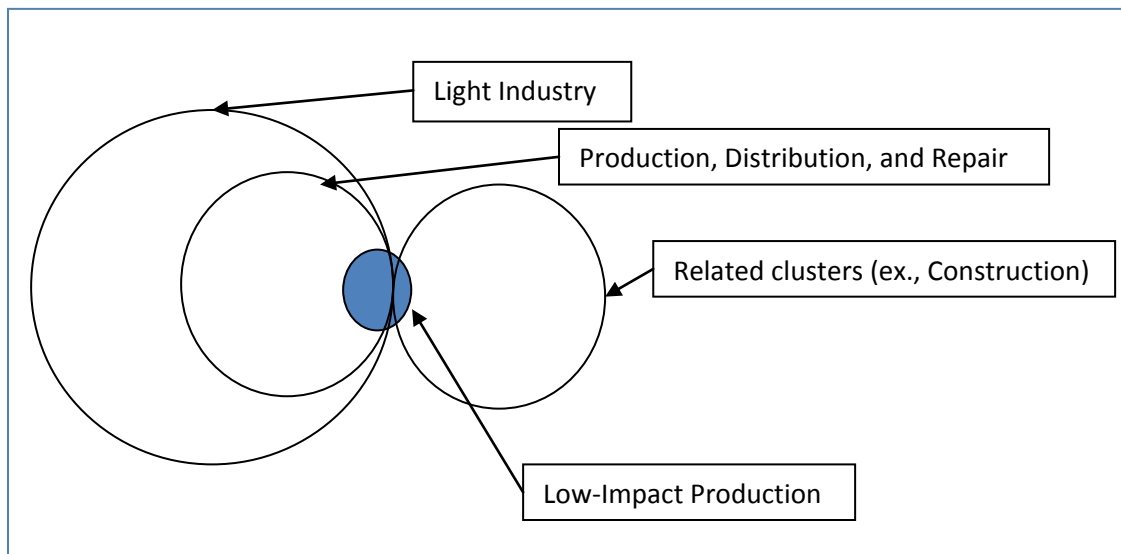 Light Industry
Production, Distribution, and Repair
Related clusters (ex., Construction)
Low-Impact Production